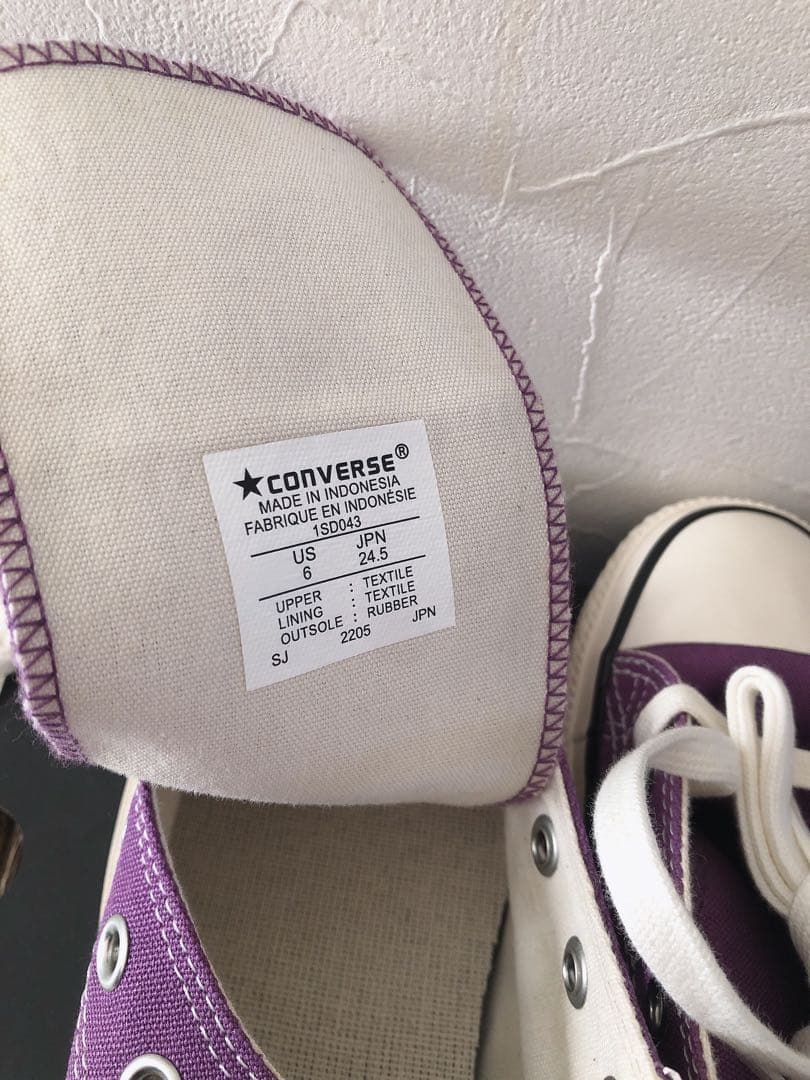 ★CONVERSE®
MADE IN INDONESIA
FABRIQUE EN INDONÉSIE
1SD043
US JPN
6 24.5
UPPER : TEXTILE
LINING : TEXTILE
OUTSOLE : RUBBER
SJ 2205 JPN